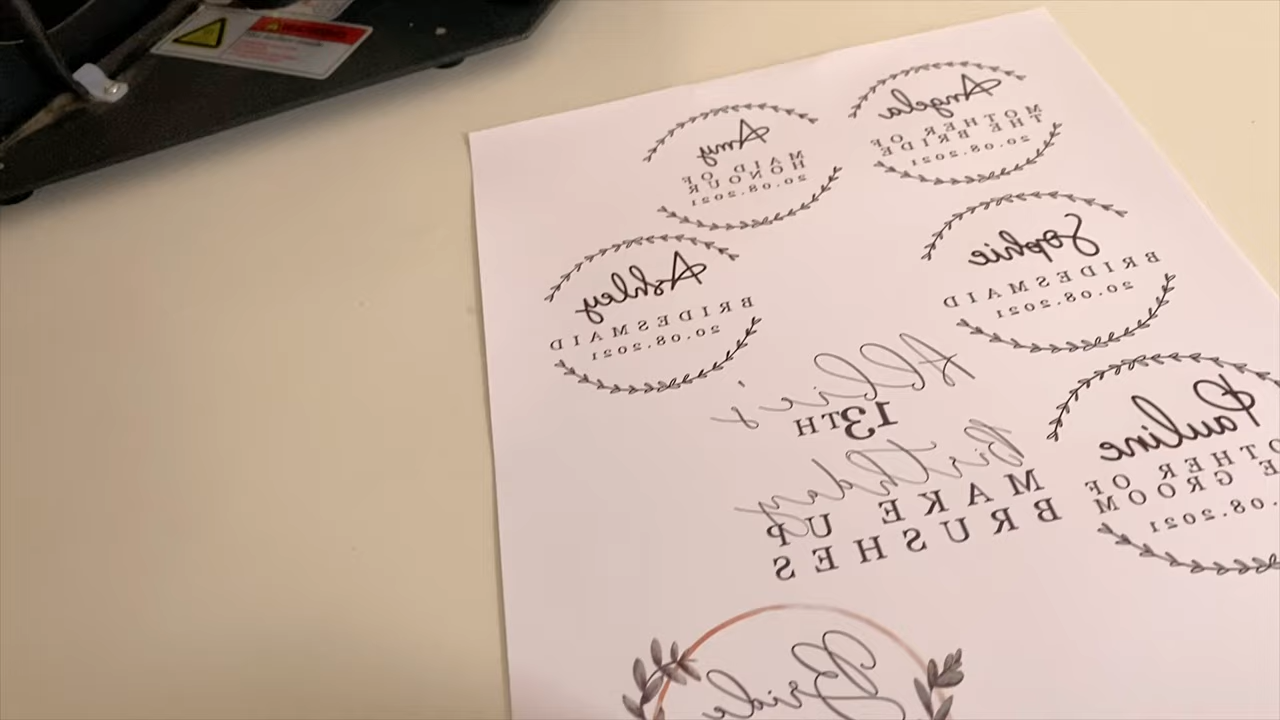 Angela
MOTHER OF
THE BRIDE
20.08.2021
Amy
MAID OF
HONOUR
20.08.2021
Sophie
BRIDESMAID
20.08.2021
Ashley
BRIDESMAID
20.08.2021
Allie's
13TH
Birthday
MAKE UP
BRUSHES
Pauline
OTHER OF
GROOM
.08.2021
Bride